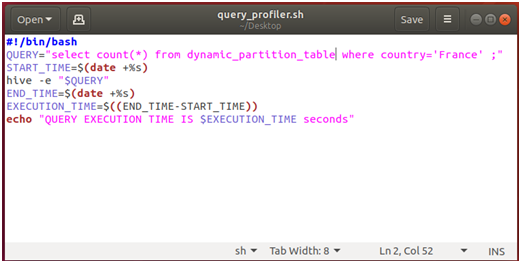 query_profiler.sh
~/Desktop
Open
Save
#!/bin/bash
QUERY="select count(*) from dynamic_partition_table where country='France' ;"
START_TIME=$(date +%s)
hive -e "$QUERY"
END_TIME=$(date +%s)
EXECUTION_TIME=$((END_TIME-START_TIME))
echo "QUERY EXECUTION TIME IS $EXECUTION_TIME seconds"
sh Tab Width: 8 Ln 2, Col 52 INS